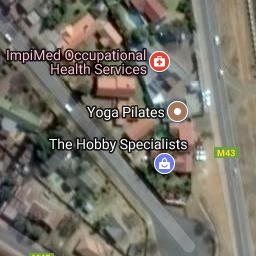 ImpiMed Occupational
Health Services
Yoga Pilates
The Hobby Specialists
M43